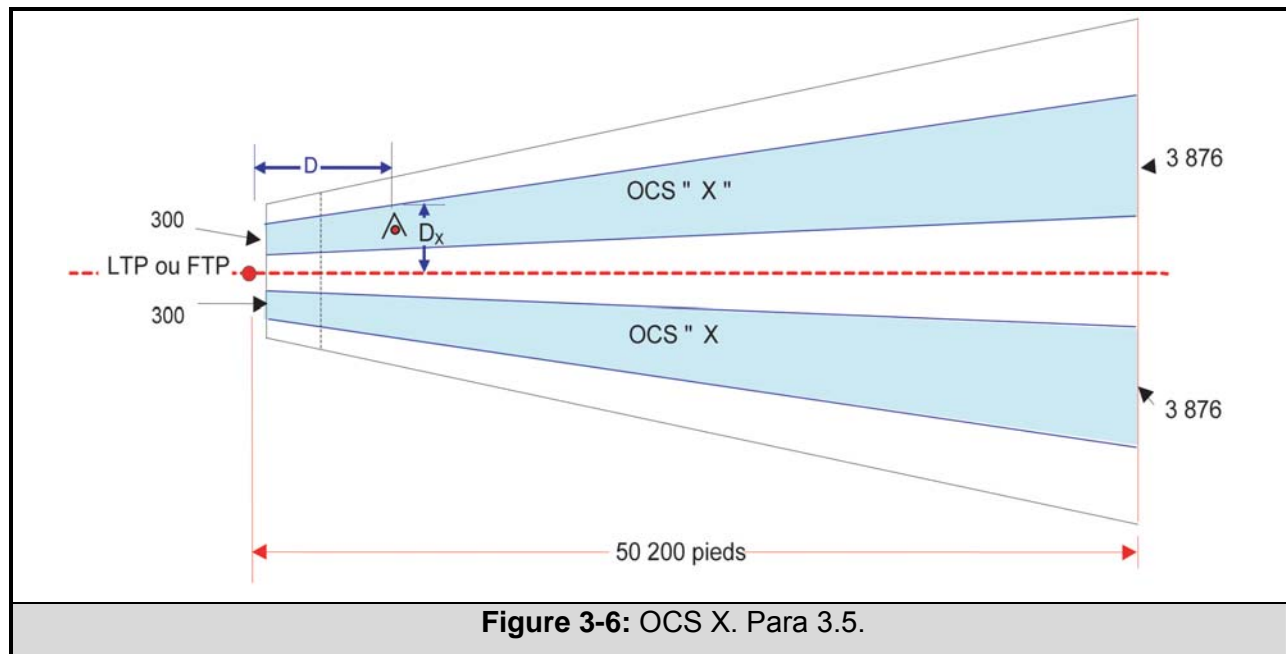 3 876
OCS " X "
D
300
Dx
LTP ou FTP
300
OCS " X
3 876
50 200 pieds
Figure 3-6: OCS X. Para 3.5.